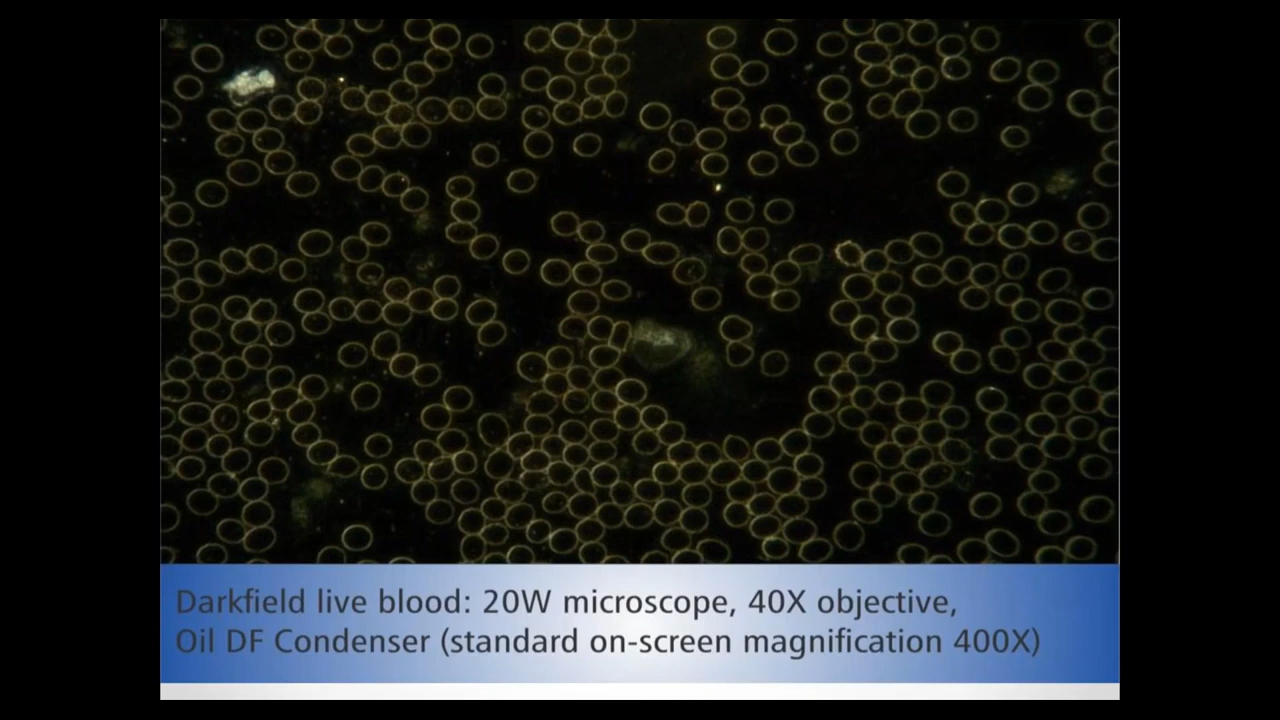 Darkfield live blood: 20W microscope, 40X objective,
Oil DF Condenser (standard on-screen magnification 400X)